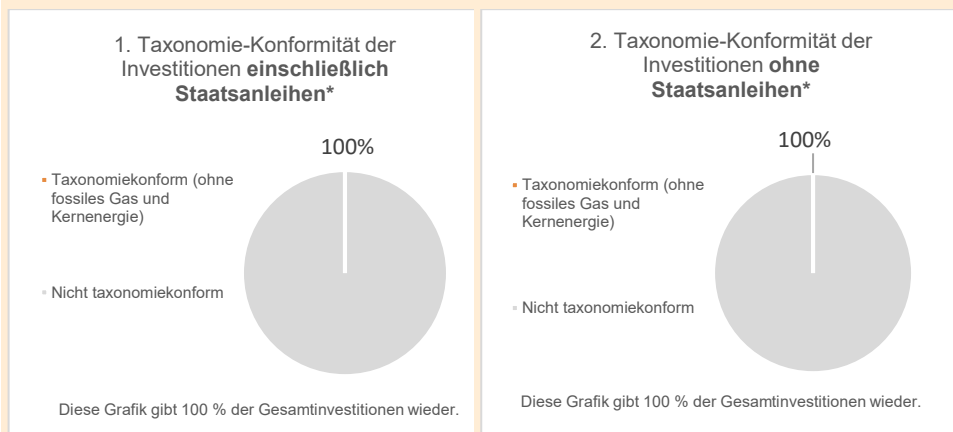 1. Taxonomie-Konformität der
Investitionen einschließlich
Staatsanleihen*
100%
Taxonomiekonform (ohne
fossiles Gas und
Kernenergie)
Nicht taxonomiekonform
Diese Grafik gibt 100 % der Gesamtinvestitionen wieder.
2. Taxonomie-Konformität der
Investitionen ohne
Staatsanleihen*
100%
Taxonomiekonform (ohne
fossiles Gas und
Kernenergie)
Nicht taxonomiekonform
Diese Grafik gibt 100 % der Gesamtinvestitionen wieder.